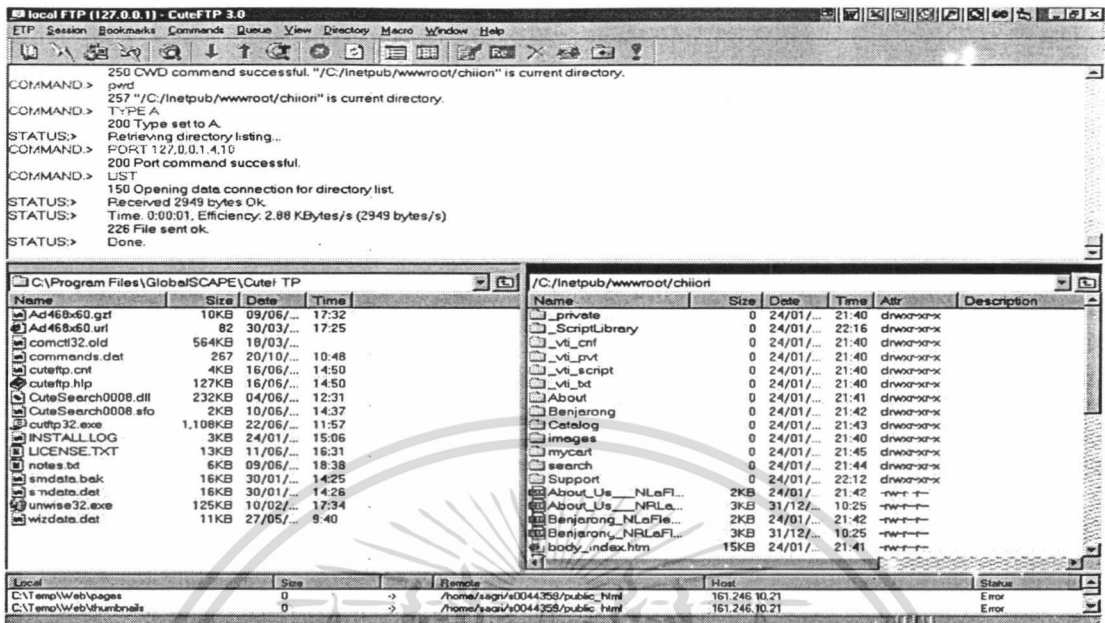 local FTP (127.0.0.1) - CuteFTP 3.0
FTP Session Bookmarks Commands Queue View Directory Macro Window Help
250 CWD command successful. "/C:/Inetpub/wwwroot/chiiori" is current directory.
COMMAND:> pwd
257 "/C:/Inetpub/wwwroot/chiiori" is current directory.
COMMAND:> TYPE A
200 Type set to A.
STATUS:> Retrieving directory listing...
COMMAND:> PORT 127,0,0,1,4,10
200 Port command successful.
COMMAND:> LIST
150 Opening data connection for directory list.
STATUS:> Received 2949 bytes Ok.
STATUS:> Time: 0:00:01, Efficiency: 2.88 KBytes/s (2949 bytes/s)
226 File sent ok.
STATUS:> Done.
C:\Program Files\GlobalSCAPE\CuteFTP
Name Size Date Time
Ad468x60.gzf 10KB 09/06/... 17:32
Ad468x60.url 82 30/03/... 17:25
comctl32.old 564KB 18/03/...
commands.dat 267 20/10/... 10:48
cuteftp.cnt 4KB 16/06/... 14:50
cuteftp.hlp 127KB 16/06/... 14:50
CuteSearch0008.dll 232KB 04/06/... 12:31
CuteSearch0008.sfo 2KB 10/06/... 14:37
cutftp32.exe 1,108KB 22/06/... 11:57
INSTALL.LOG 3KB 24/01/... 15:06
LICENSE.TXT 13KB 11/06/... 16:31
notes.txt 6KB 09/06/... 18:38
smdata.bak 16KB 30/01/... 14:25
smdata.dat 16KB 30/01/... 14:26
unwise32.exe 125KB 10/02/... 17:34
wizdata.dat 11KB 27/05/... 9:40
/C:/Inetpub/wwwroot/chiiori
Name Size Date Time Attr Description
_private 0 24/01/... 21:40 drwxr-xr-x
_ScriptLibrary 0 24/01/... 22:16 drwxr-xr-x
_vti_cnf 0 24/01/... 21:40 drwxr-xr-x
_vti_pvt 0 24/01/... 21:40 drwxr-xr-x
_vti_script 0 24/01/... 21:40 drwxr-xr-x
_vti_txt 0 24/01/... 21:40 drwxr-xr-x
About 0 24/01/... 21:41 drwxr-xr-x
Benjarong 0 24/01/... 21:42 drwxr-xr-x
Catalog 0 24/01/... 21:43 drwxr-xr-x
images 0 24/01/... 21:40 drwxr-xr-x
mycart 0 24/01/... 21:45 drwxr-xr-x
search 0 24/01/... 21:44 drwxr-xr-x
Support 0 24/01/... 22:12 drwxr-xr-x
About_Us___NLaFl... 2KB 24/01/... 21:42 -rw-r--r--
About_Us___NRLa... 3KB 31/12/... 10:25 -rw-r--r--
Benjarong_NLaFle... 2KB 24/01/... 21:42 -rw-r--r--
Benjarong_NRLaFl... 3KB 31/12/... 10:25 -rw-r--r--
body_index.htm 15KB 24/01/... 21:41 -rw-r--r--
Local Size Remote Host Status
C:\Temp\Web\pages 0 -> /home/sagri/s0044359/public_html 161.246.10.21 Error
C:\Temp\Web\thumbnails 0 -> /home/sagri/s0044359/public_html 161.246.10.21 Error